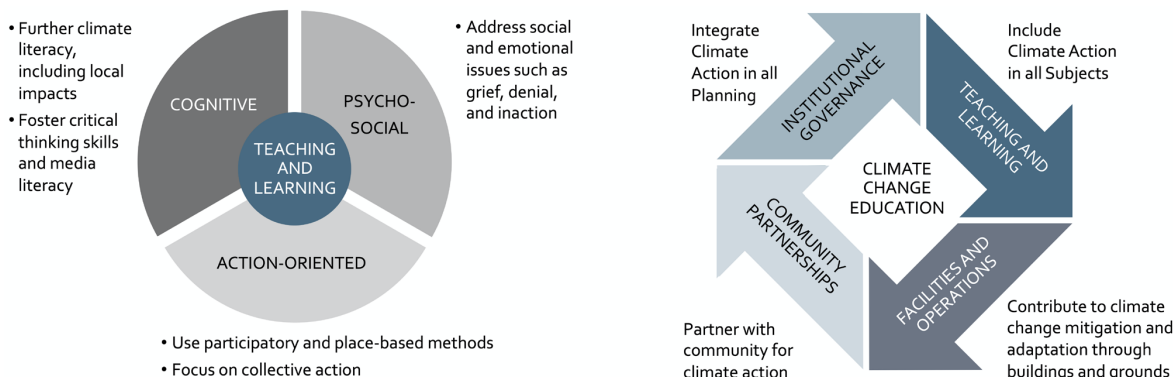 • Further climate
literacy,
including local
impacts
• Foster critical
thinking skills
and media
literacy
COGNITIVE
PSYCHO-
SOCIAL
TEACHING
AND
LEARNING
ACTION-ORIENTED
• Address social
and emotional
issues such as
grief, denial,
and inaction
• Use participatory and place-based methods
• Focus on collective action
Integrate
Climate
Action in all
Planning
INSTITUTIONAL
GOVERNANCE
Include
Climate Action
in all Subjects
TEACHING AND
LEARNING
CLIMATE
CHANGE
EDUCATION
COMMUNITY
PARTNERSHIPS
FACILITIES AND
OPERATIONS
Partner with
community for
climate action
Contribute to climate
change mitigation and
adaptation through
buildings and grounds